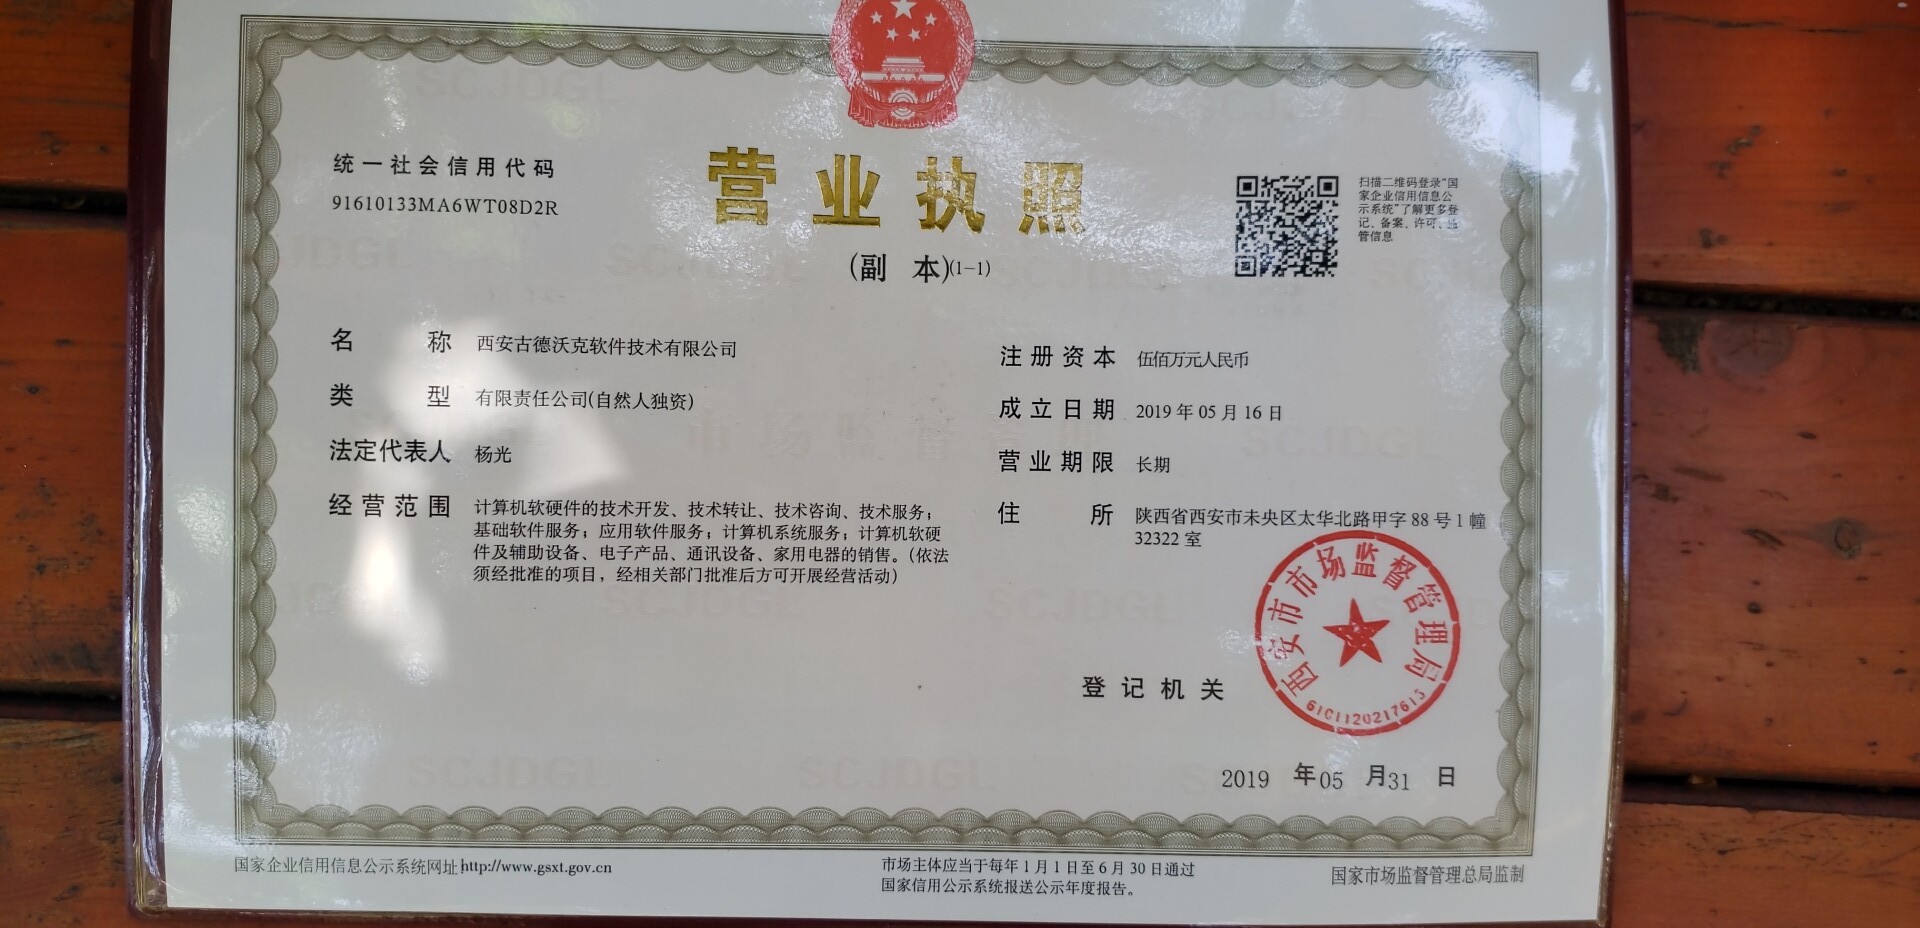 统一社会信用代码
91610133MA6WT08D2R
营业执照
(副 本)(1-1)
扫描二维码登录“国
家企业信用信息公
示系统”了解更多登
记、备案、许可、监
管信息
名 称 西安古德沃克软件技术有限公司
类 型 有限责任公司(自然人独资)
法定代表人 杨光
经营范围 计算机软硬件的技术开发、技术转让、技术咨询、技术服务；
基础软件服务；应用软件服务；计算机系统服务；计算机软硬
件及辅助设备、电子产品、通讯设备、家用电器的销售。（依法
须经批准的项目，经相关部门批准后方可开展经营活动）
注册资本 伍佰万元人民币
成立日期 2019年05月16日
营业期限 长期
住 所 陕西省西安市未央区太华北路甲字88号1幢
32322室
登记机关
西安市市场监督管理局
6101120217615
2019 年05 月31 日
国家企业信用信息公示系统网址http://www.gsxt.gov.cn
市场主体应当于每年1月1日至6月30日通过
国家信用公示系统报送公示年度报告。
国家市场监督管理总局监制
SCJDGL